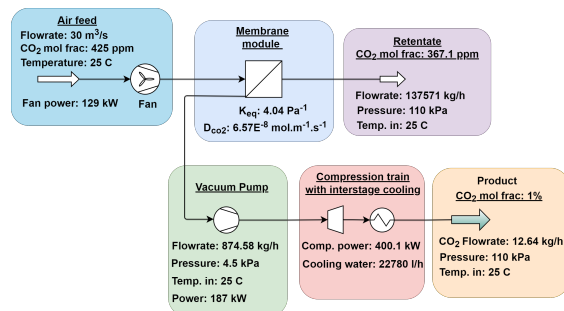 Air feed
Flowrate: 30 m³/s
CO₂ mol frac: 425 ppm
Temperature: 25 C
Fan power: 129 kW
Fan
Membrane
module
Kₑq: 4.04 Pa⁻¹
D꜀ₒ₂: 6.57E⁻⁸ mol.m⁻¹.s⁻¹
Retentate
CO₂ mol frac: 367.1 ppm
Flowrate: 137571 kg/h
Pressure: 110 kPa
Temp. in: 25 C
Vacuum Pump
Flowrate: 874.58 kg/h
Pressure: 4.5 kPa
Temp. in: 25 C
Power: 187 kW
Compression train
with interstage cooling
Comp. power: 400.1 kW
Cooling water: 22780 l/h
Product
CO₂ mol frac: 1%
CO₂ Flowrate: 12.64 kg/h
Pressure: 110 kPa
Temp. in: 25 C